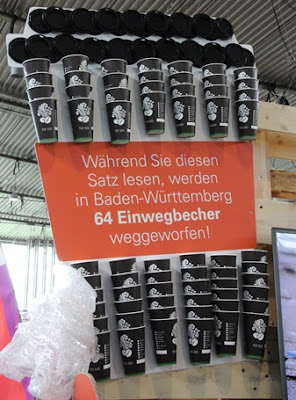 Während Sie diesen
Satz lesen, werden
in Baden-Württemberg
64 Einwegbecher
weggeworfen!